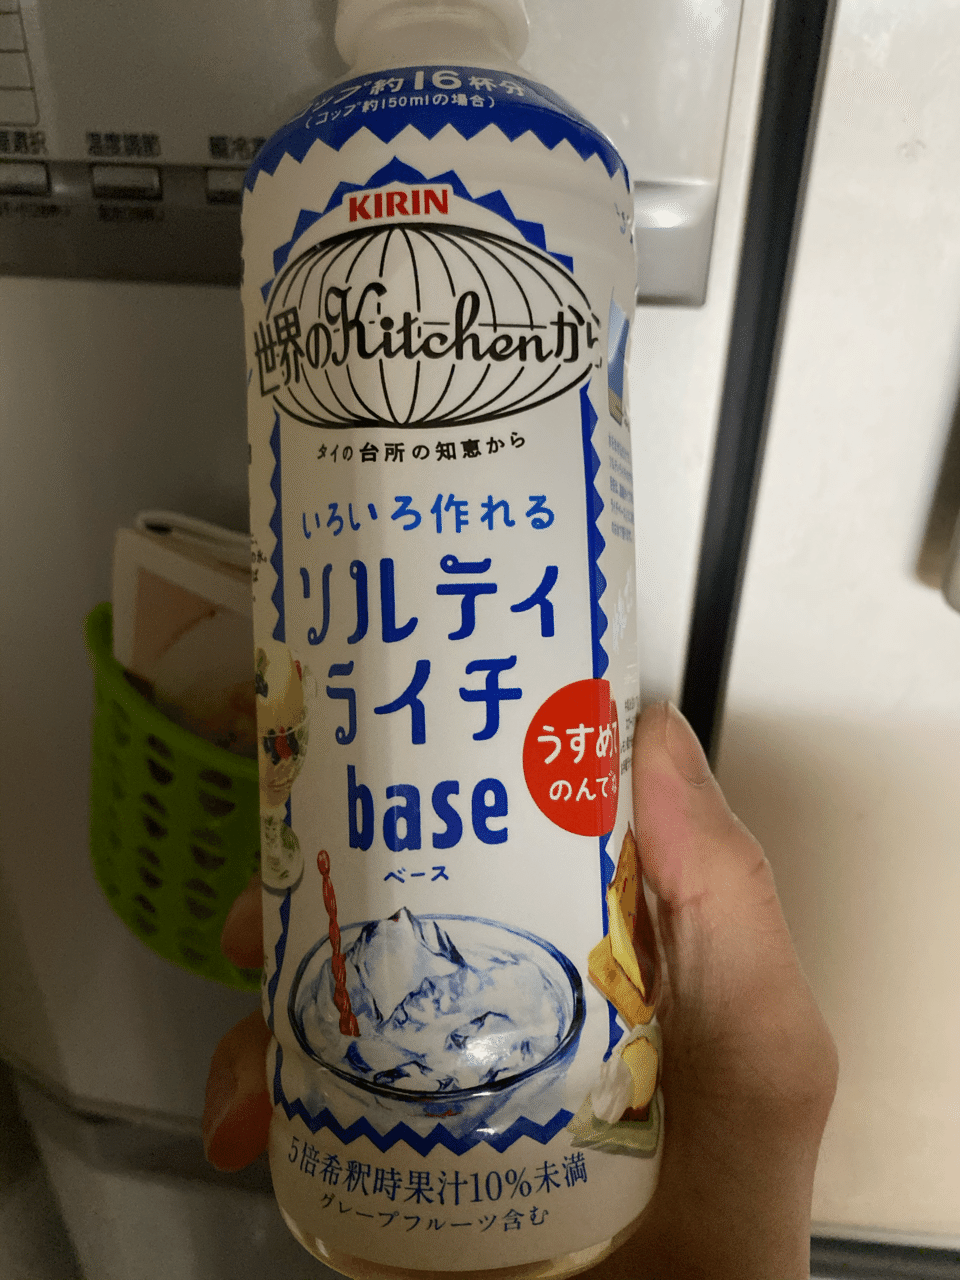 コップ約16杯分
(コップ約150mlの場合)
KIRIN
世界のKitchenから
タイの台所の知恵から
いろいろ作れる
ソルティ
ライチ
base
ベース
うすめて
のんでね
5倍希釈時果汁10%未満
グレープフルーツ含む
温度調節